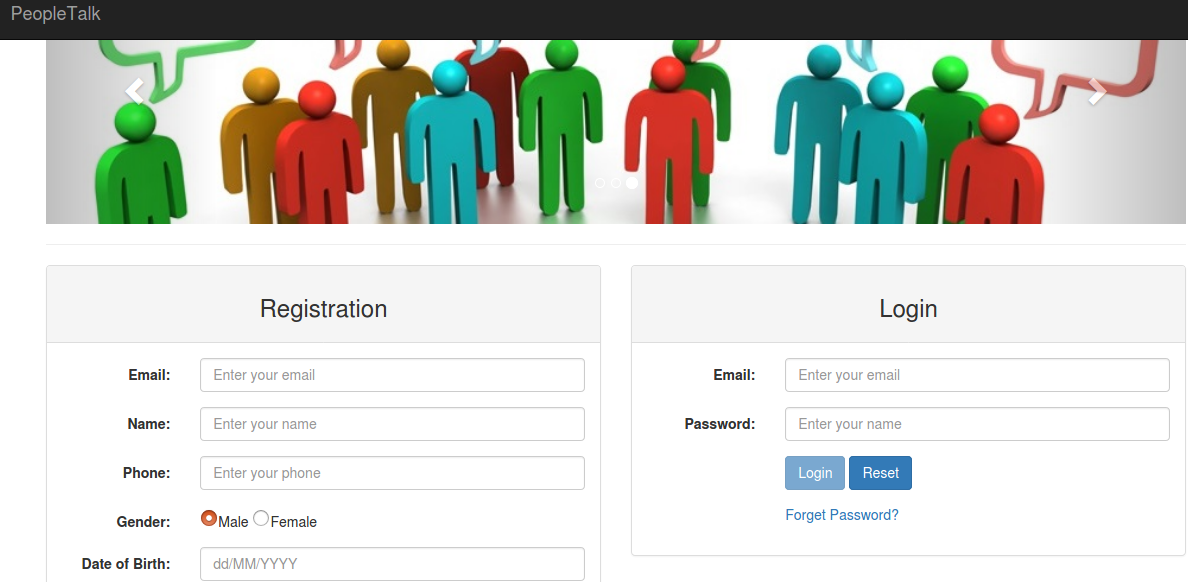 PeopleTalk
Registration
Email: Enter your email
Name: Enter your name
Phone: Enter your phone
Gender: Male Female
Date of Birth: dd/MM/YYYY
Login
Email: Enter your email
Password: Enter your name
Login Reset
Forget Password?